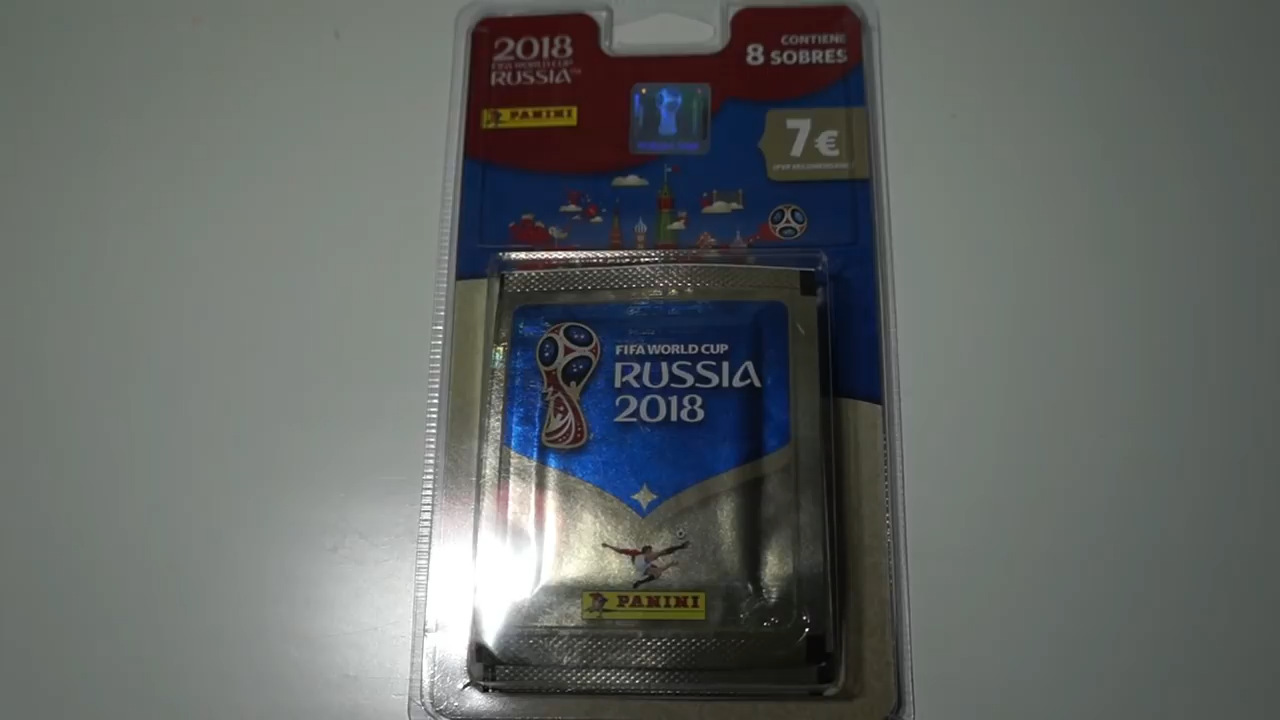 2018
FIFA WORLD CUP
RUSSIA
PANINI
CONTIENE
8 SOBRES
7€
FIFA WORLD CUP
RUSSIA
2018
PANINI